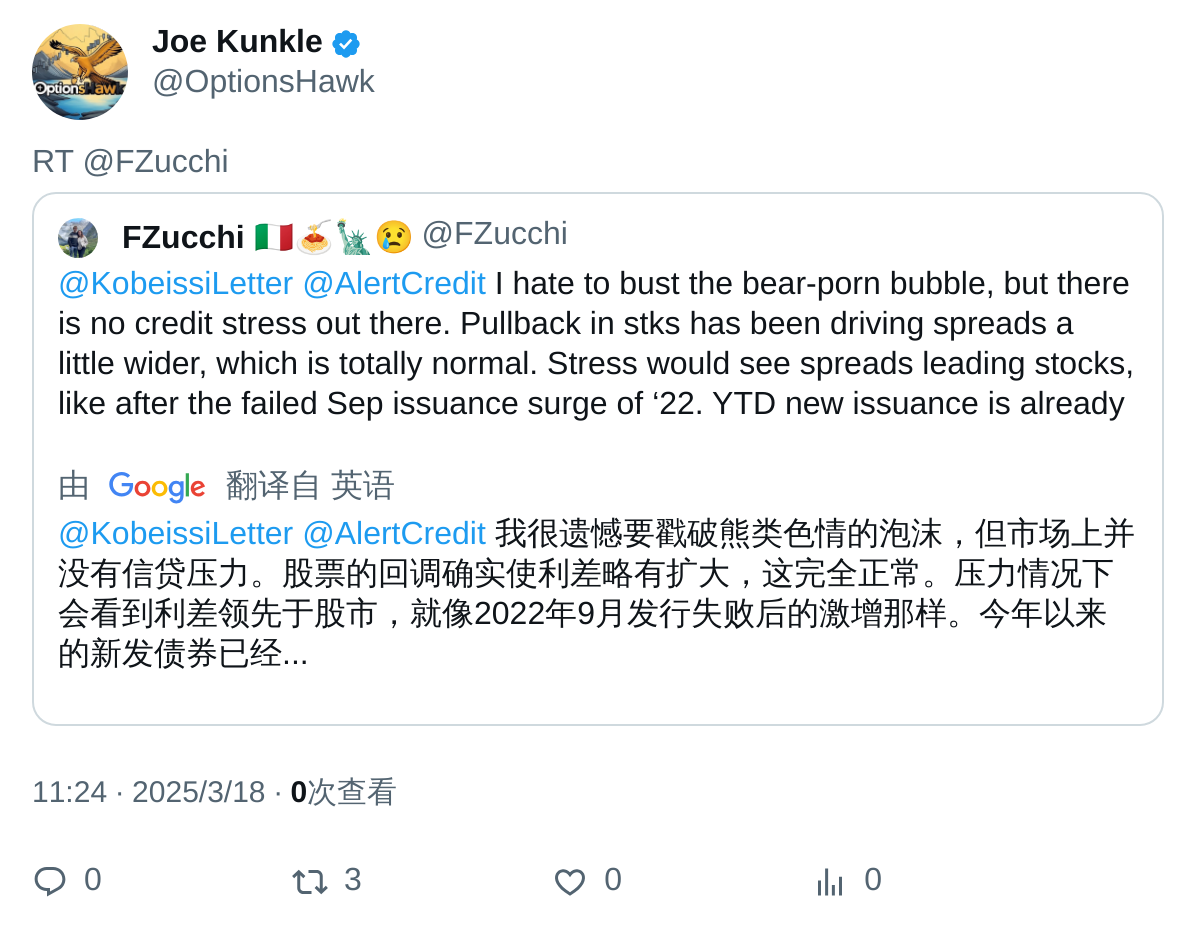 Joe Kunkle
@OptionsHawk
OptionsHawk
RT @FZucchi
FZucchi 🇮🇹🍝🗽😢 @FZucchi
@KobeissiLetter @AlertCredit I hate to bust the bear-porn bubble, but there
is no credit stress out there. Pullback in stks has been driving spreads a
little wider, which is totally normal. Stress would see spreads leading stocks,
like after the failed Sep issuance surge of ‘22. YTD new issuance is already
由 Google 翻译自 英语
@KobeissiLetter @AlertCredit 我很遗憾要戳破熊类色情的泡沫，但市场上并
没有信贷压力。股票的回调确实使利差略有扩大，这完全正常。压力情况下
会看到利差领先于股市，就像2022年9月发行失败后的激增那样。今年以来
的新发债券已经...
11:24 · 2025/3/18 · 0次查看
0 3 0 0